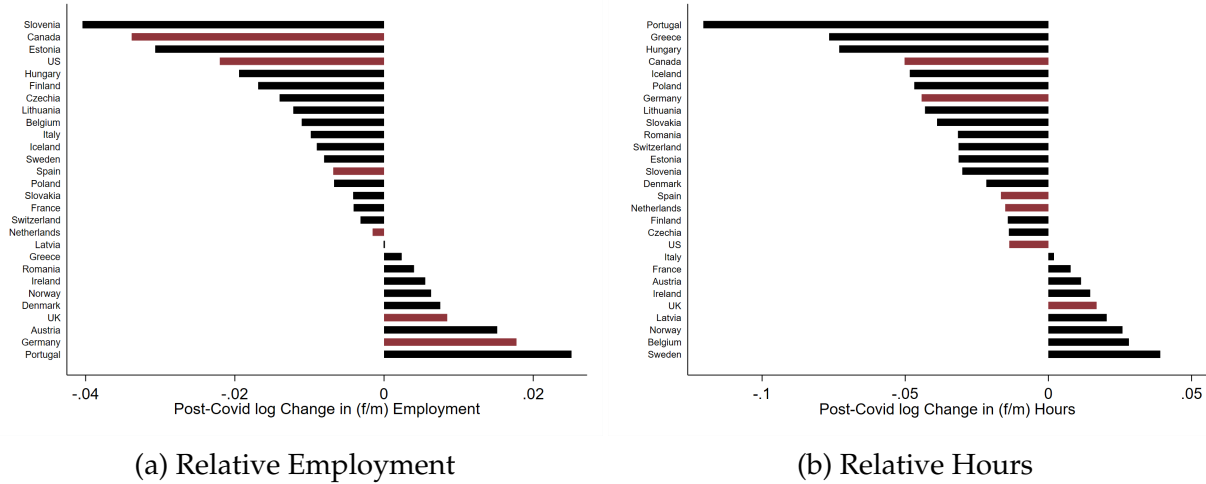 Slovenia
Canada
Estonia
US
Hungary
Finland
Czechia
Lithuania
Belgium
Italy
Iceland
Sweden
Spain
Poland
Slovakia
France
Switzerland
Netherlands
Latvia
Greece
Romania
Ireland
Norway
Denmark
UK
Austria
Germany
Portugal
-.04 -.02 0 .02
Post-Covid log Change in (f/m) Employment
(a) Relative Employment
Portugal
Greece
Hungary
Canada
Iceland
Poland
Germany
Lithuania
Slovakia
Romania
Switzerland
Estonia
Slovenia
Denmark
Spain
Netherlands
Finland
Czechia
US
Italy
France
Austria
Ireland
UK
Latvia
Norway
Belgium
Sweden
-.1 -.05 0 .05
Post-Covid log Change in (f/m) Hours
(b) Relative Hours